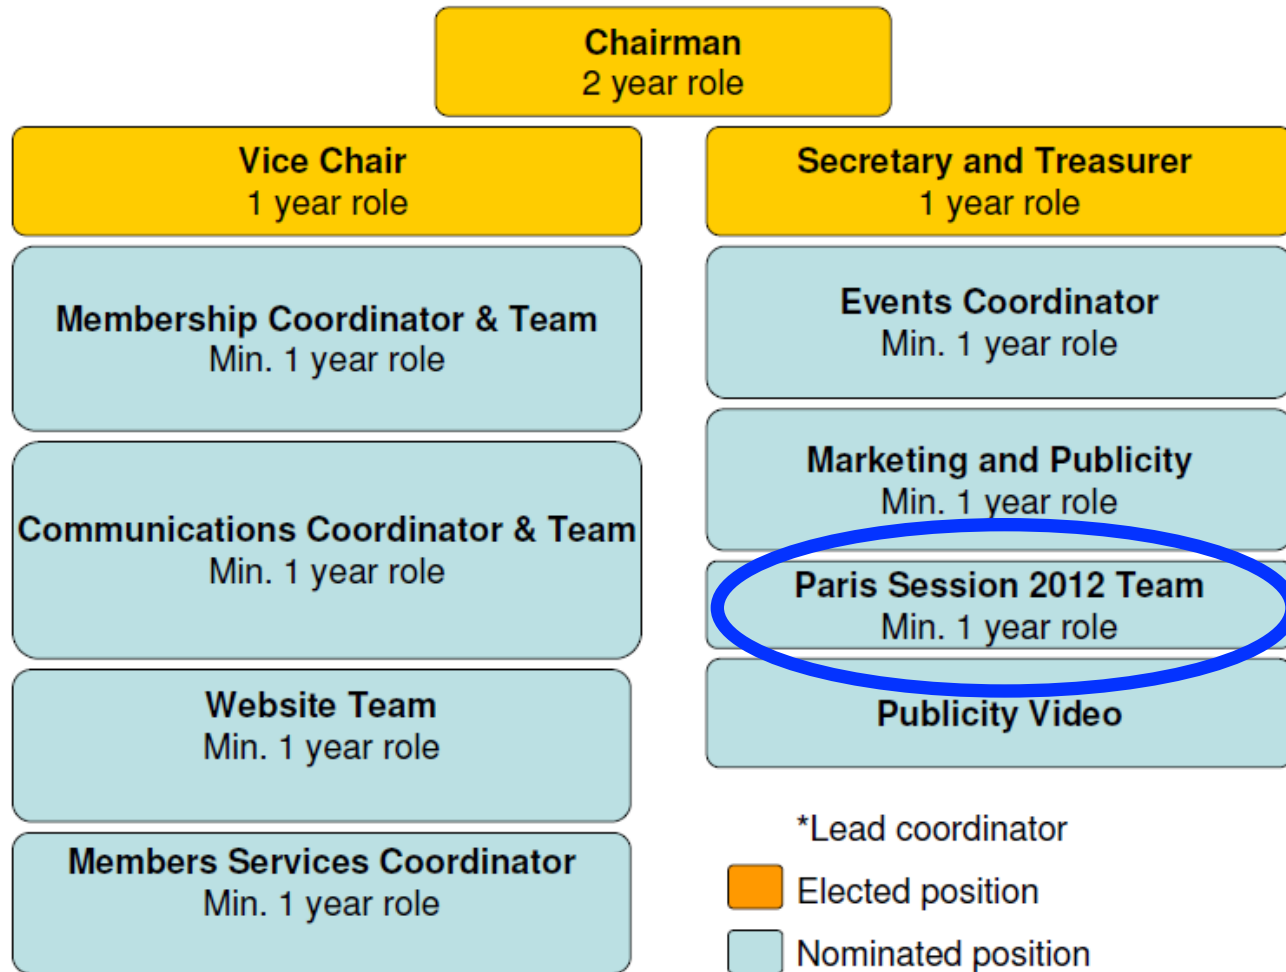 Chairman
2 year role
Vice Chair
1 year role
Secretary and Treasurer
1 year role
Membership Coordinator & Team
Min. 1 year role
Communications Coordinator & Team
Min. 1 year role
Website Team
Min. 1 year role
Members Services Coordinator
Min. 1 year role
Events Coordinator
Min. 1 year role
Marketing and Publicity
Min. 1 year role
Paris Session 2012 Team
Min. 1 year role
Publicity Video
*Lead coordinator
Elected position
Nominated position